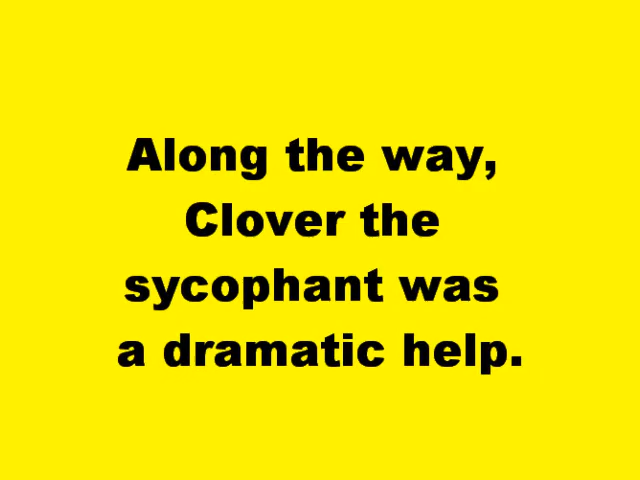 Along the way,
Clover the
sycophant was
a dramatic help.